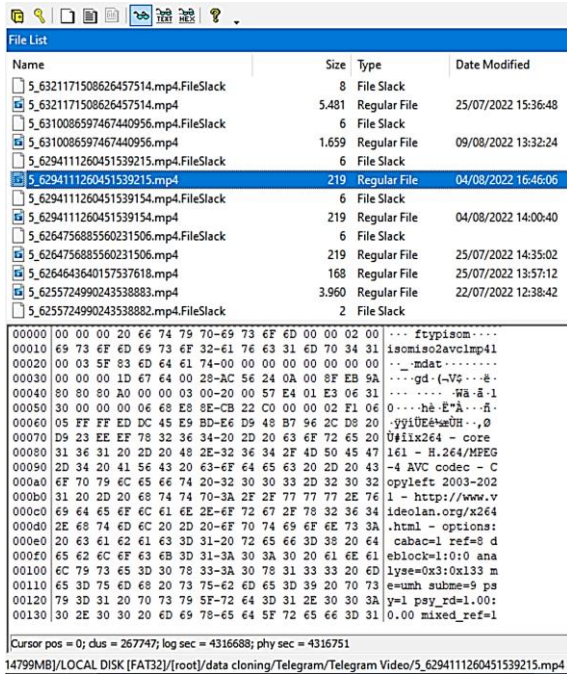 TEXT HEX
File List
Name Size Type Date Modified
5_6321171508626457514.mp4.FileSlack 8 File Slack
5_6321171508626457514.mp4 5.481 Regular File 25/07/2022 15:36:48
5_6310086597467440956.mp4.FileSlack 6 File Slack
5_6310086597467440956.mp4 1.659 Regular File 09/08/2022 13:32:24
5_6294111260451539215.mp4.FileSlack 6 File Slack
5_6294111260451539215.mp4 219 Regular File 04/08/2022 16:46:06
5_6294111260451539154.mp4.FileSlack 6 File Slack
5_6294111260451539154.mp4 219 Regular File 04/08/2022 14:00:40
5_6264756885560231506.mp4.FileSlack 6 File Slack
5_6264756885560231506.mp4 219 Regular File 25/07/2022 14:35:02
5_6264643640157537618.mp4 168 Regular File 25/07/2022 13:57:12
5_6255724990243538883.mp4 3.960 Regular File 22/07/2022 12:38:42
5_6255724990243538882.mp4.FileSlack 2 File Slack
00000 00 00 00 20 66 74 79 70-69 73 6F 6D 00 00 02 00 ··· ftypisom····
00010 69 73 6F 6D 69 73 6F 32-61 76 63 31 6D 70 34 31 isomiso2avc1mp41
00020 00 03 5F 83 6D 64 61 74-00 00 00 00 00 00 00 00 ··_·mdat········
00030 00 00 00 1D 67 64 00 28-AC 56 24 0A 00 8F EB 9A ····gd·(¬V$···ë·
00040 80 80 80 A0 00 00 03 00-20 00 57 E4 01 E3 06 31
00050 30 00 00 00 06 68 E8 8E-CB 22 C0 00 00 02 F1 06 0····hè·Ë"À···ñ·
00060 05 FF FF ED DC 45 E9 BD-E6 D9 48 B7 96 2C D8 20 ·ÿÿíÜEé½æÙH·,Ø
00070 D9 23 EE EF 78 32 36 34-20 2D 20 63 6F 72 65 20 Ù#îïx264 - core
00080 31 36 31 20 2D 20 48 2E-32 36 34 2F 4D 50 45 47 161 - H.264/MPEG
00090 2D 34 20 41 56 43 20 63-6F 64 65 63 20 2D 20 43 -4 AVC codec - C
000a0 6F 70 79 6C 65 66 74 20-32 30 30 33 2D 32 30 32 opyleft 2003-202
000b0 31 20 2D 20 68 74 74 70-3A 2F 2F 77 77 77 2E 76 1 - http://www.v
000c0 69 64 65 6F 6C 61 6E 2E-6F 72 67 2F 78 32 36 34 ideolan.org/x264
000d0 2E 68 74 6D 6C 20 2D 20-6F 70 74 69 6F 6E 73 3A .html - options:
000e0 20 63 61 62 61 63 3D 31-20 72 65 66 3D 38 20 64 cabac=1 ref=8 d
000f0 65 62 6C 6F 63 6B 3D 31-3A 30 3A 30 20 61 6E 61 eblock=1:0:0 ana
00100 6C 79 73 65 3D 30 78 33-3A 30 78 31 33 33 20 6D lyse=0x3:0x133 m
00110 65 3D 75 6D 68 20 73 75-62 6D 65 3D 39 20 70 73 e=umh subme=9 ps
00120 79 3D 31 20 70 73 79 5F-72 64 3D 31 2E 30 30 3A y=1 psy_rd=1.00:
00130 30 2E 30 30 20 6D 69 78-65 64 5F 72 65 66 3D 31 0.00 mixed_ref=1
Cursor pos = 0; clus = 267747; log sec = 4316688; phy sec = 4316751
14799MB]/LOCAL DISK [FAT32]/[root]/data cloning/Telegram/Telegram Video/5_6294111260451539215.mp4